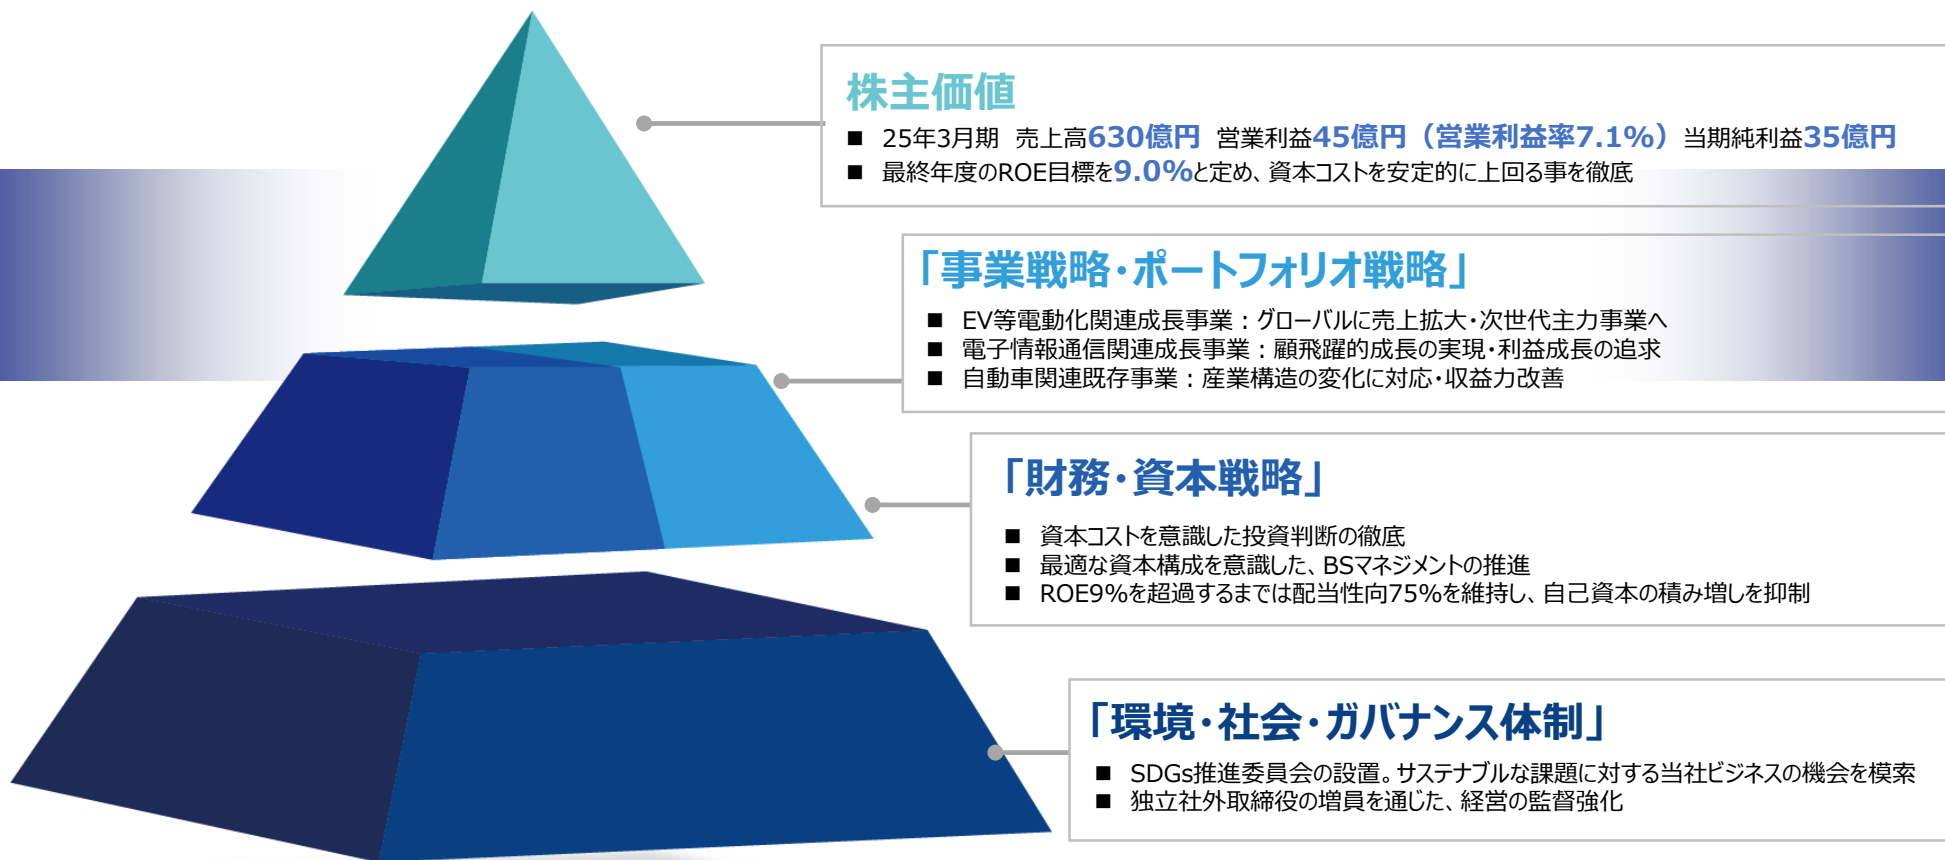 株主価値
■ 25年3月期 売上高630億円 営業利益45億円（営業利益率7.1%）当期純利益35億円
■ 最終年度のROE目標を9.0%と定め、資本コストを安定的に上回る事を徹底
「事業戦略・ポートフォリオ戦略」
■ EV等電動化関連成長事業：グローバルに売上拡大・次世代主力事業へ
■ 電子情報通信関連成長事業：顧飛躍的成長の実現・利益成長の追求
■ 自動車関連既存事業：産業構造の変化に対応・収益力改善
「財務・資本戦略」
■ 資本コストを意識した投資判断の徹底
■ 最適な資本構成を意識した、BSマネジメントの推進
■ ROE9%を超過するまでは配当性向75%を維持し、自己資本の積み増しを抑制
「環境・社会・ガバナンス体制」
■ SDGs推進委員会の設置。サステナブルな課題に対する当社ビジネスの機会を模索
■ 独立社外取締役の増員を通じた、経営の監督強化